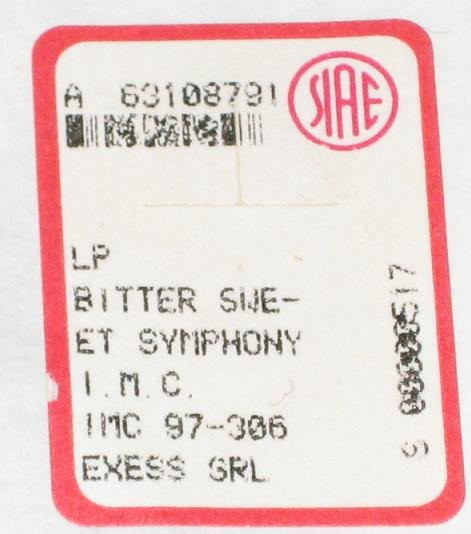 A 63108791
SIAE
LP
BITTER SWE-
ET SYMPHONY
I.M.C.
IMC 97-306
EXESS SRL